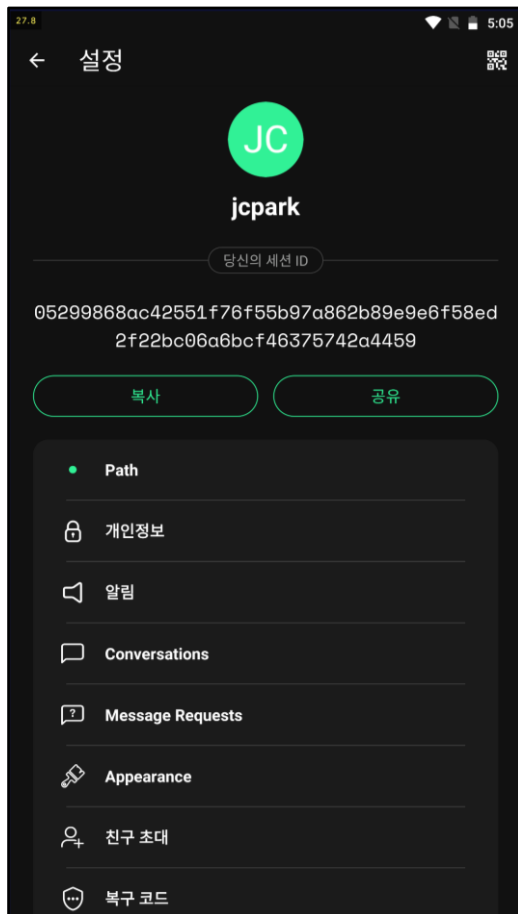 27.8
5:05
설정
JC
jcpark
당신의 세션 ID
05299868ac42551f76f55b97a862b89e9e6f58ed
2f22bc06a6bcf46375742a4459
복사 공유
Path
개인정보
알림
Conversations
Message Requests
Appearance
친구 초대
복구 코드